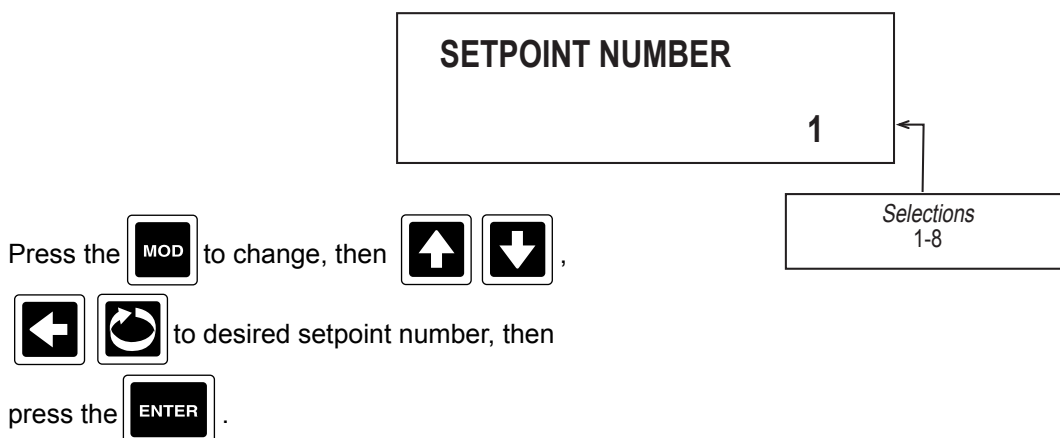 SETPOINT NUMBER
1
Selections
1-8
Press the MOD to change, then ,
to desired setpoint number, then
press the ENTER .